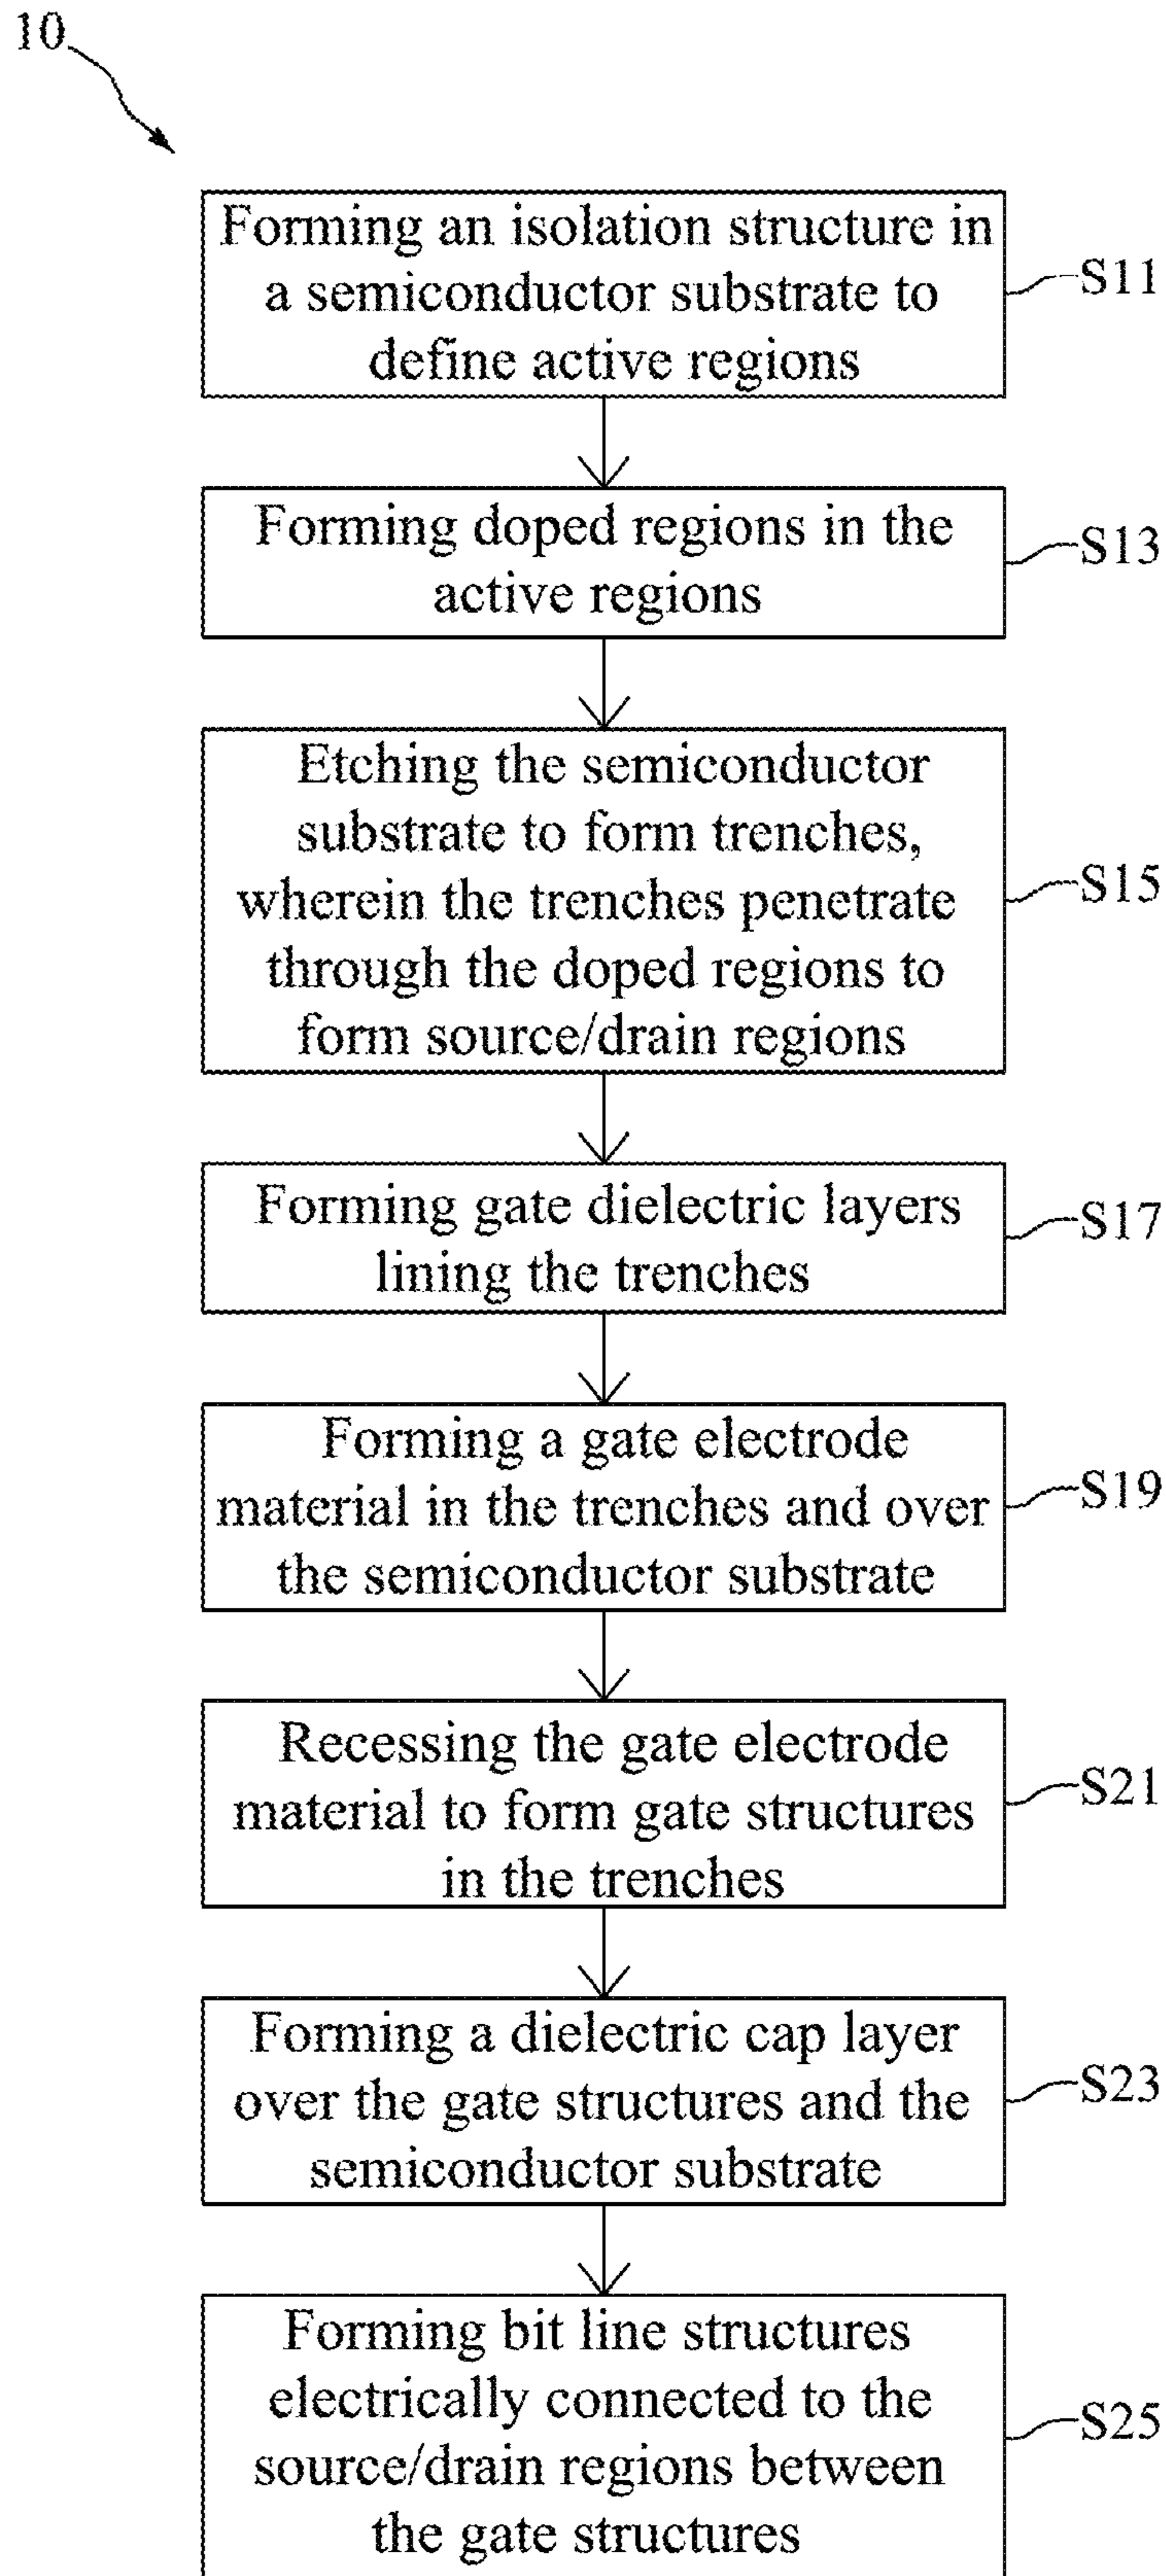 10
Forming an isolation structure in
a semiconductor substrate to
define active regions
S11
Forming doped regions in the
active regions
S13
Etching the semiconductor
substrate to form trenches,
wherein the trenches penetrate
through the doped regions to
form source/drain regions
S15
Forming gate dielectric layers
lining the trenches
S17
Forming a gate electrode
material in the trenches and over
the semiconductor substrate
S19
Recessing the gate electrode
material to form gate structures
in the trenches
S21
Forming a dielectric cap layer
over the gate structures and the
semiconductor substrate
S23
Forming bit line structures
electrically connected to the
source/drain regions between
the gate structures
S25